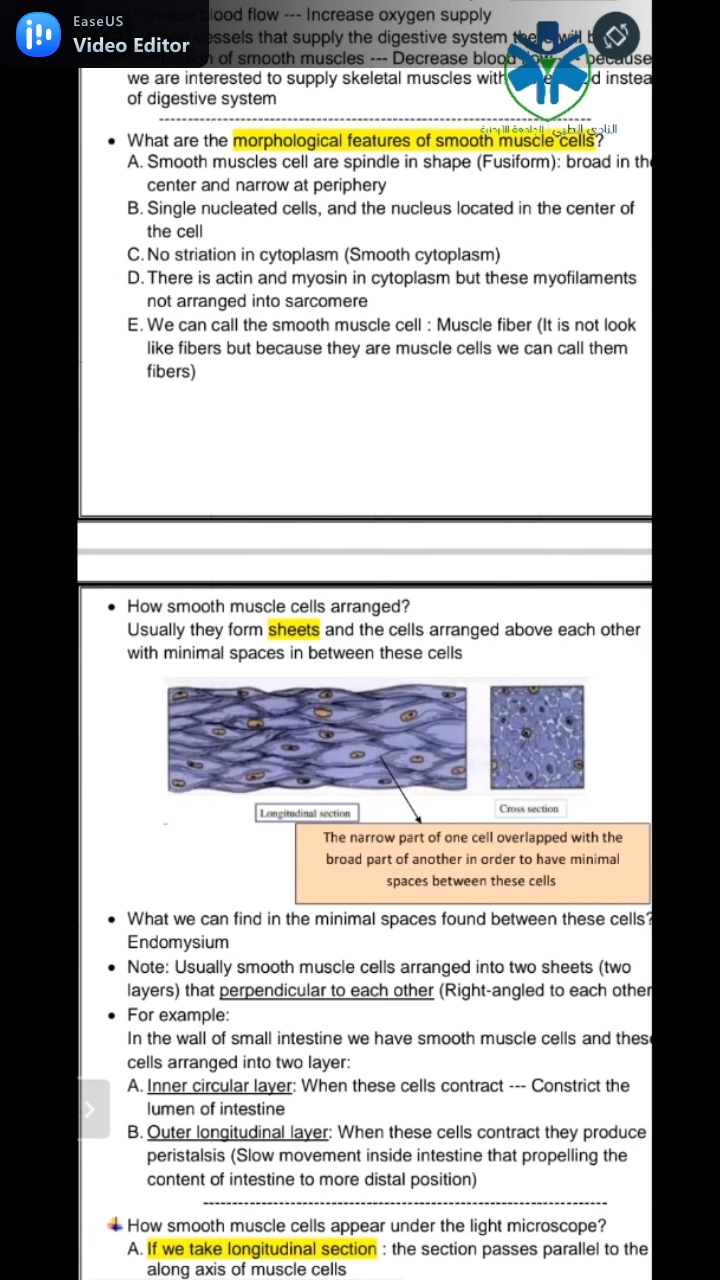 EaseUS
Video Editor
blood flow --- Increase oxygen supply
vessels that supply the digestive system there will b
of smooth muscles --- Decrease blood because
we are interested to supply skeletal muscles with d instea
of digestive system
النادي الطبي | الجامعة الأردنية
• What are the morphological features of smooth muscle cells?
A. Smooth muscles cell are spindle in shape (Fusiform): broad in the
center and narrow at periphery
B. Single nucleated cells, and the nucleus located in the center of
the cell
C. No striation in cytoplasm (Smooth cytoplasm)
D. There is actin and myosin in cytoplasm but these myofilaments
not arranged into sarcomere
E. We can call the smooth muscle cell : Muscle fiber (It is not look
like fibers but because they are muscle cells we can call them
fibers)
• How smooth muscle cells arranged?
Usually they form sheets and the cells arranged above each other
with minimal spaces in between these cells
Longitudinal section
Cross section
The narrow part of one cell overlapped with the
broad part of another in order to have minimal
spaces between these cells
• What we can find in the minimal spaces found between these cells?
Endomysium
• Note: Usually smooth muscle cells arranged into two sheets (two
layers) that perpendicular to each other (Right-angled to each other
• For example:
In the wall of small intestine we have smooth muscle cells and thes
cells arranged into two layer:
A. Inner circular layer: When these cells contract --- Constrict the
lumen of intestine
B. Outer longitudinal layer: When these cells contract they produce
peristalsis (Slow movement inside intestine that propelling the
content of intestine to more distal position)
How smooth muscle cells appear under the light microscope?
A. If we take longitudinal section : the section passes parallel to the
along axis of muscle cells